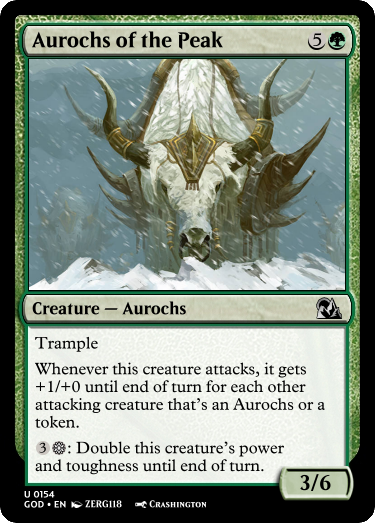 Aurochs of the Peak 5
Creature — Aurochs
Trample
Whenever this creature attacks, it gets
+1/+0 until end of turn for each other
attacking creature that's an Aurochs or a
token.
3 : Double this creature's power
and toughness until end of turn.
3/6
U 0154
GOD • EN ZERG118 Crashington